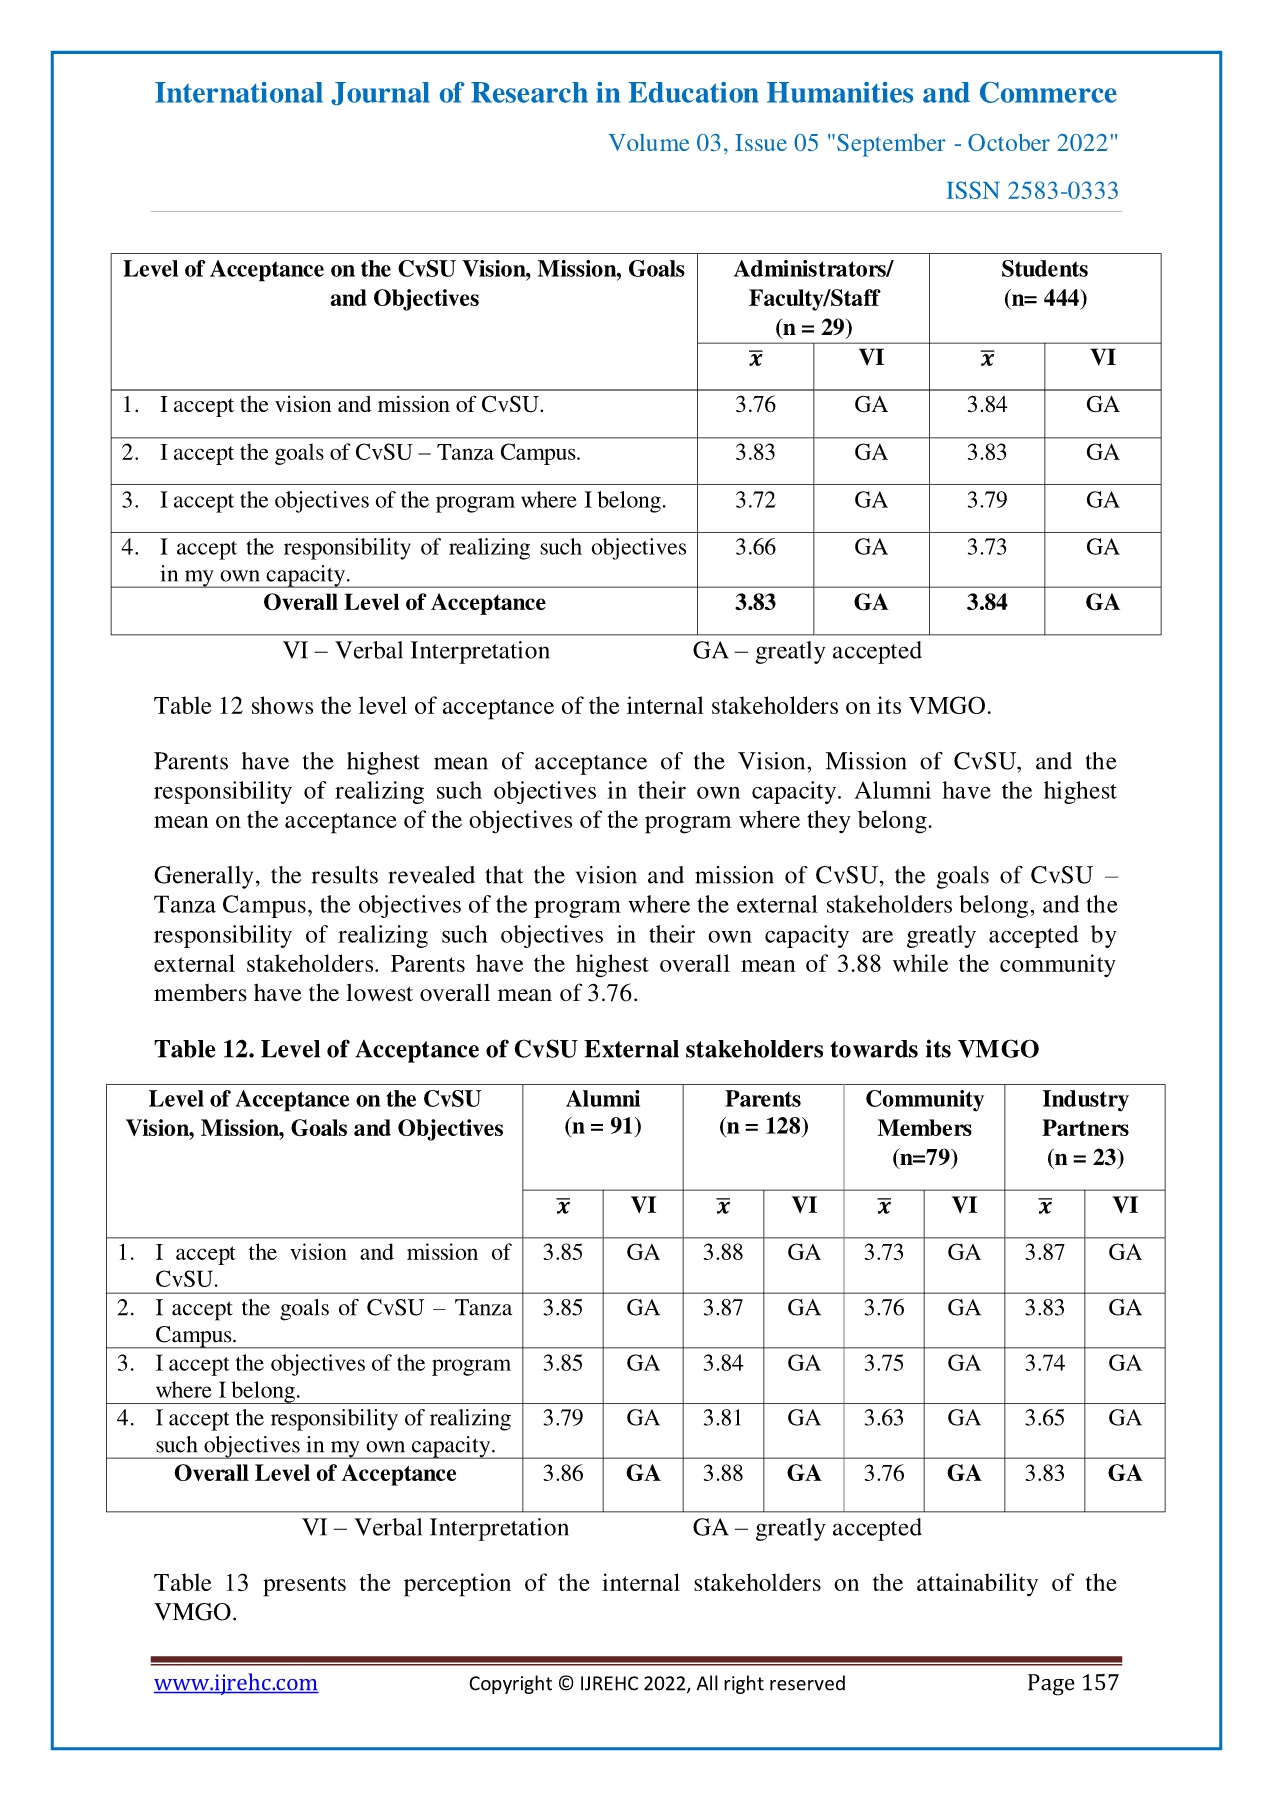 International Journal of Research in Education Humanities and Commerce
Volume 03, Issue 05 "September - October 2022"
ISSN 2583-0333
Level of Acceptance on the CvSU Vision, Mission, Goals
and Objectives
Administrators/
Faculty/Staff
(n = 29)
Students
(n= 444)
x̅ VI x̅ VI
1. I accept the vision and mission of CvSU. 3.76 GA 3.84 GA
2. I accept the goals of CvSU – Tanza Campus. 3.83 GA 3.83 GA
3. I accept the objectives of the program where I belong. 3.72 GA 3.79 GA
4. I accept the responsibility of realizing such objectives 3.66 GA 3.73 GA
in my own capacity.
Overall Level of Acceptance 3.83 GA 3.84 GA
VI – Verbal Interpretation GA – greatly accepted
Table 12 shows the level of acceptance of the internal stakeholders on its VMGO.
Parents have the highest mean of acceptance of the Vision, Mission of CvSU, and the
responsibility of realizing such objectives in their own capacity. Alumni have the highest
mean on the acceptance of the objectives of the program where they belong.
Generally, the results revealed that the vision and mission of CvSU, the goals of CvSU –
Tanza Campus, the objectives of the program where the external stakeholders belong, and the
responsibility of realizing such objectives in their own capacity are greatly accepted by
external stakeholders. Parents have the highest overall mean of 3.88 while the community
members have the lowest overall mean of 3.76.
Table 12. Level of Acceptance of CvSU External stakeholders towards its VMGO
Level of Acceptance on the CvSU
Vision, Mission, Goals and Objectives
Alumni
(n = 91)
Parents
(n = 128)
Community
Members
(n=79)
Industry
Partners
(n = 23)
x̅ VI x̅ VI x̅ VI x̅ VI
1. I accept the vision and mission of 3.85 GA 3.88 GA 3.73 GA 3.87 GA
CvSU.
2. I accept the goals of CvSU – Tanza 3.85 GA 3.87 GA 3.76 GA 3.83 GA
Campus.
3. I accept the objectives of the program 3.85 GA 3.84 GA 3.75 GA 3.74 GA
where I belong.
4. I accept the responsibility of realizing 3.79 GA 3.81 GA 3.63 GA 3.65 GA
such objectives in my own capacity.
Overall Level of Acceptance 3.86 GA 3.88 GA 3.76 GA 3.83 GA
VI – Verbal Interpretation GA – greatly accepted
Table 13 presents the perception of the internal stakeholders on the attainability of the
VMGO.
www.ijrehc.com Copyright © IJREHC 2022, All right reserved Page 157